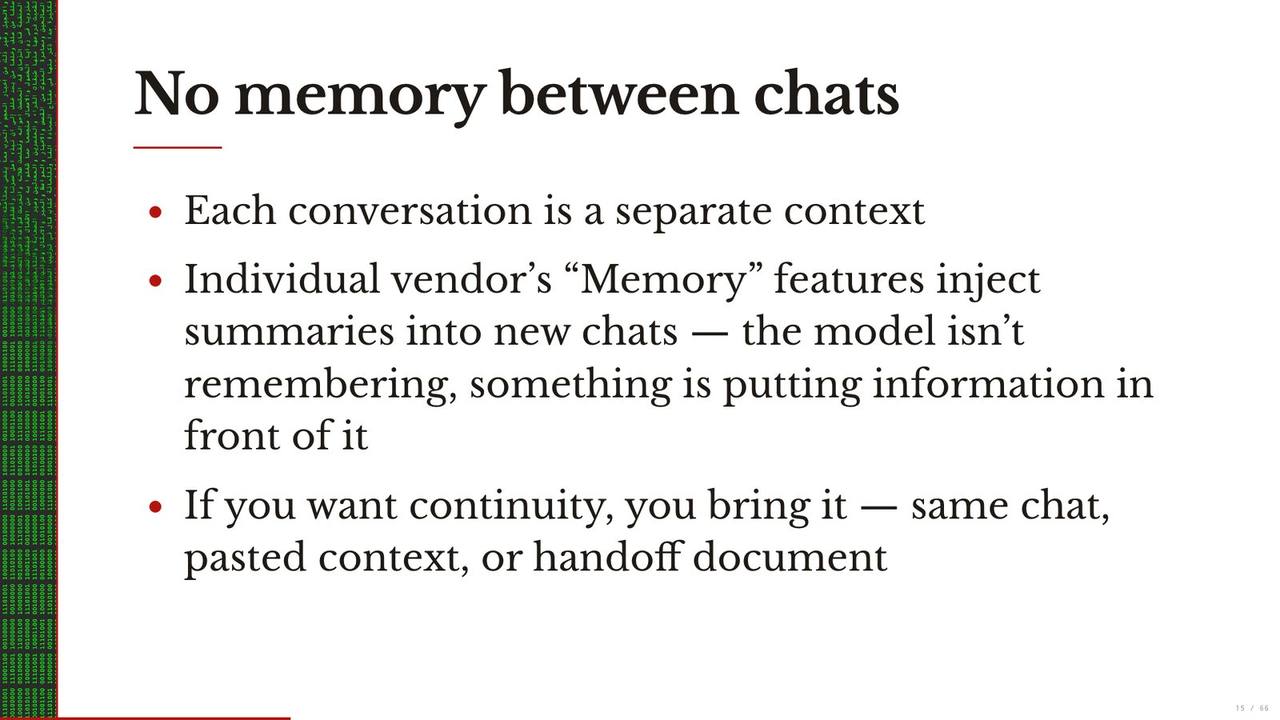 No memory between chats
• Each conversation is a separate context
• Individual vendor’s “Memory” features inject
summaries into new chats — the model isn’t
remembering, something is putting information in
front of it
• If you want continuity, you bring it — same chat,
pasted context, or handoff document
15 / 66